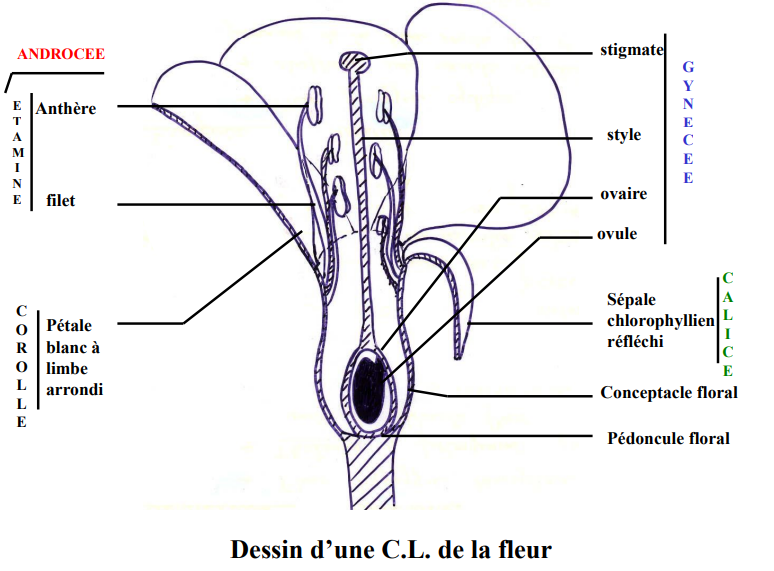 ANDROCEE
ETAMINE
Anthère
filet
COROLLE
Pétale
blanc à
limbe
arrondi
stigmate
style
GYNECEE
ovaire
ovule
Sépale
chlorophyllien
réfléchi
CALICE
Conceptacle floral
Pédoncule floral
Dessin d’une C.L. de la fleur